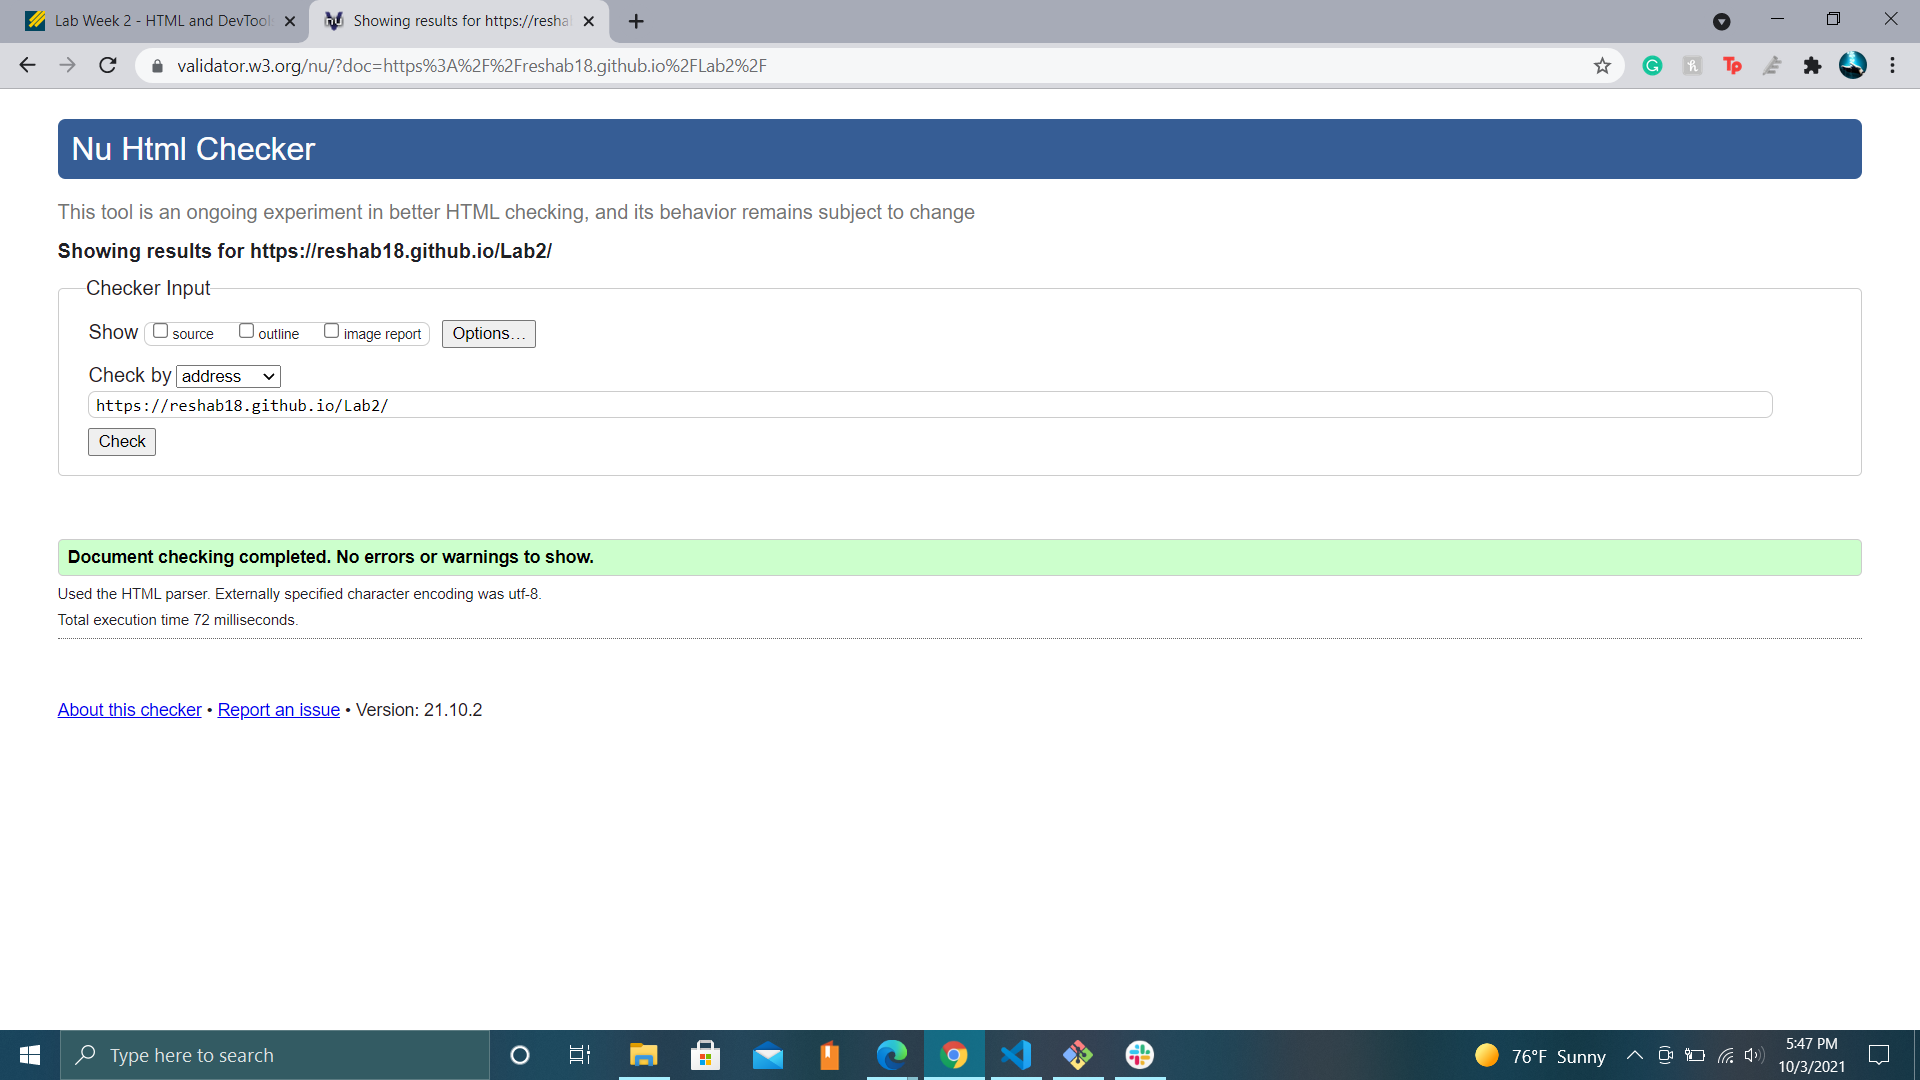 Lab Week 2 - HTML and DevTools
Showing results for https://resha
validator.w3.org/nu/?doc=https%3A%2F%2Freshab18.github.io%2FLab2%2F
Nu Html Checker
This tool is an ongoing experiment in better HTML checking, and its behavior remains subject to change
Showing results for https://reshab18.github.io/Lab2/
Checker Input
Show source outline image report Options...
Check by address
https://reshab18.github.io/Lab2/
Check
Document checking completed. No errors or warnings to show.
Used the HTML parser. Externally specified character encoding was utf-8.
Total execution time 72 milliseconds.
About this checker • Report an issue • Version: 21.10.2
Type here to search
76°F Sunny
5:47 PM
10/3/2021